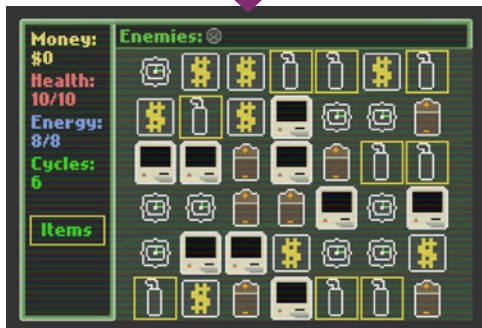 Money:
$0
Health:
10/10
Energy:
8/8
Cycles:
6
Items
Enemies:
$ $ $
$ $
$ $
$